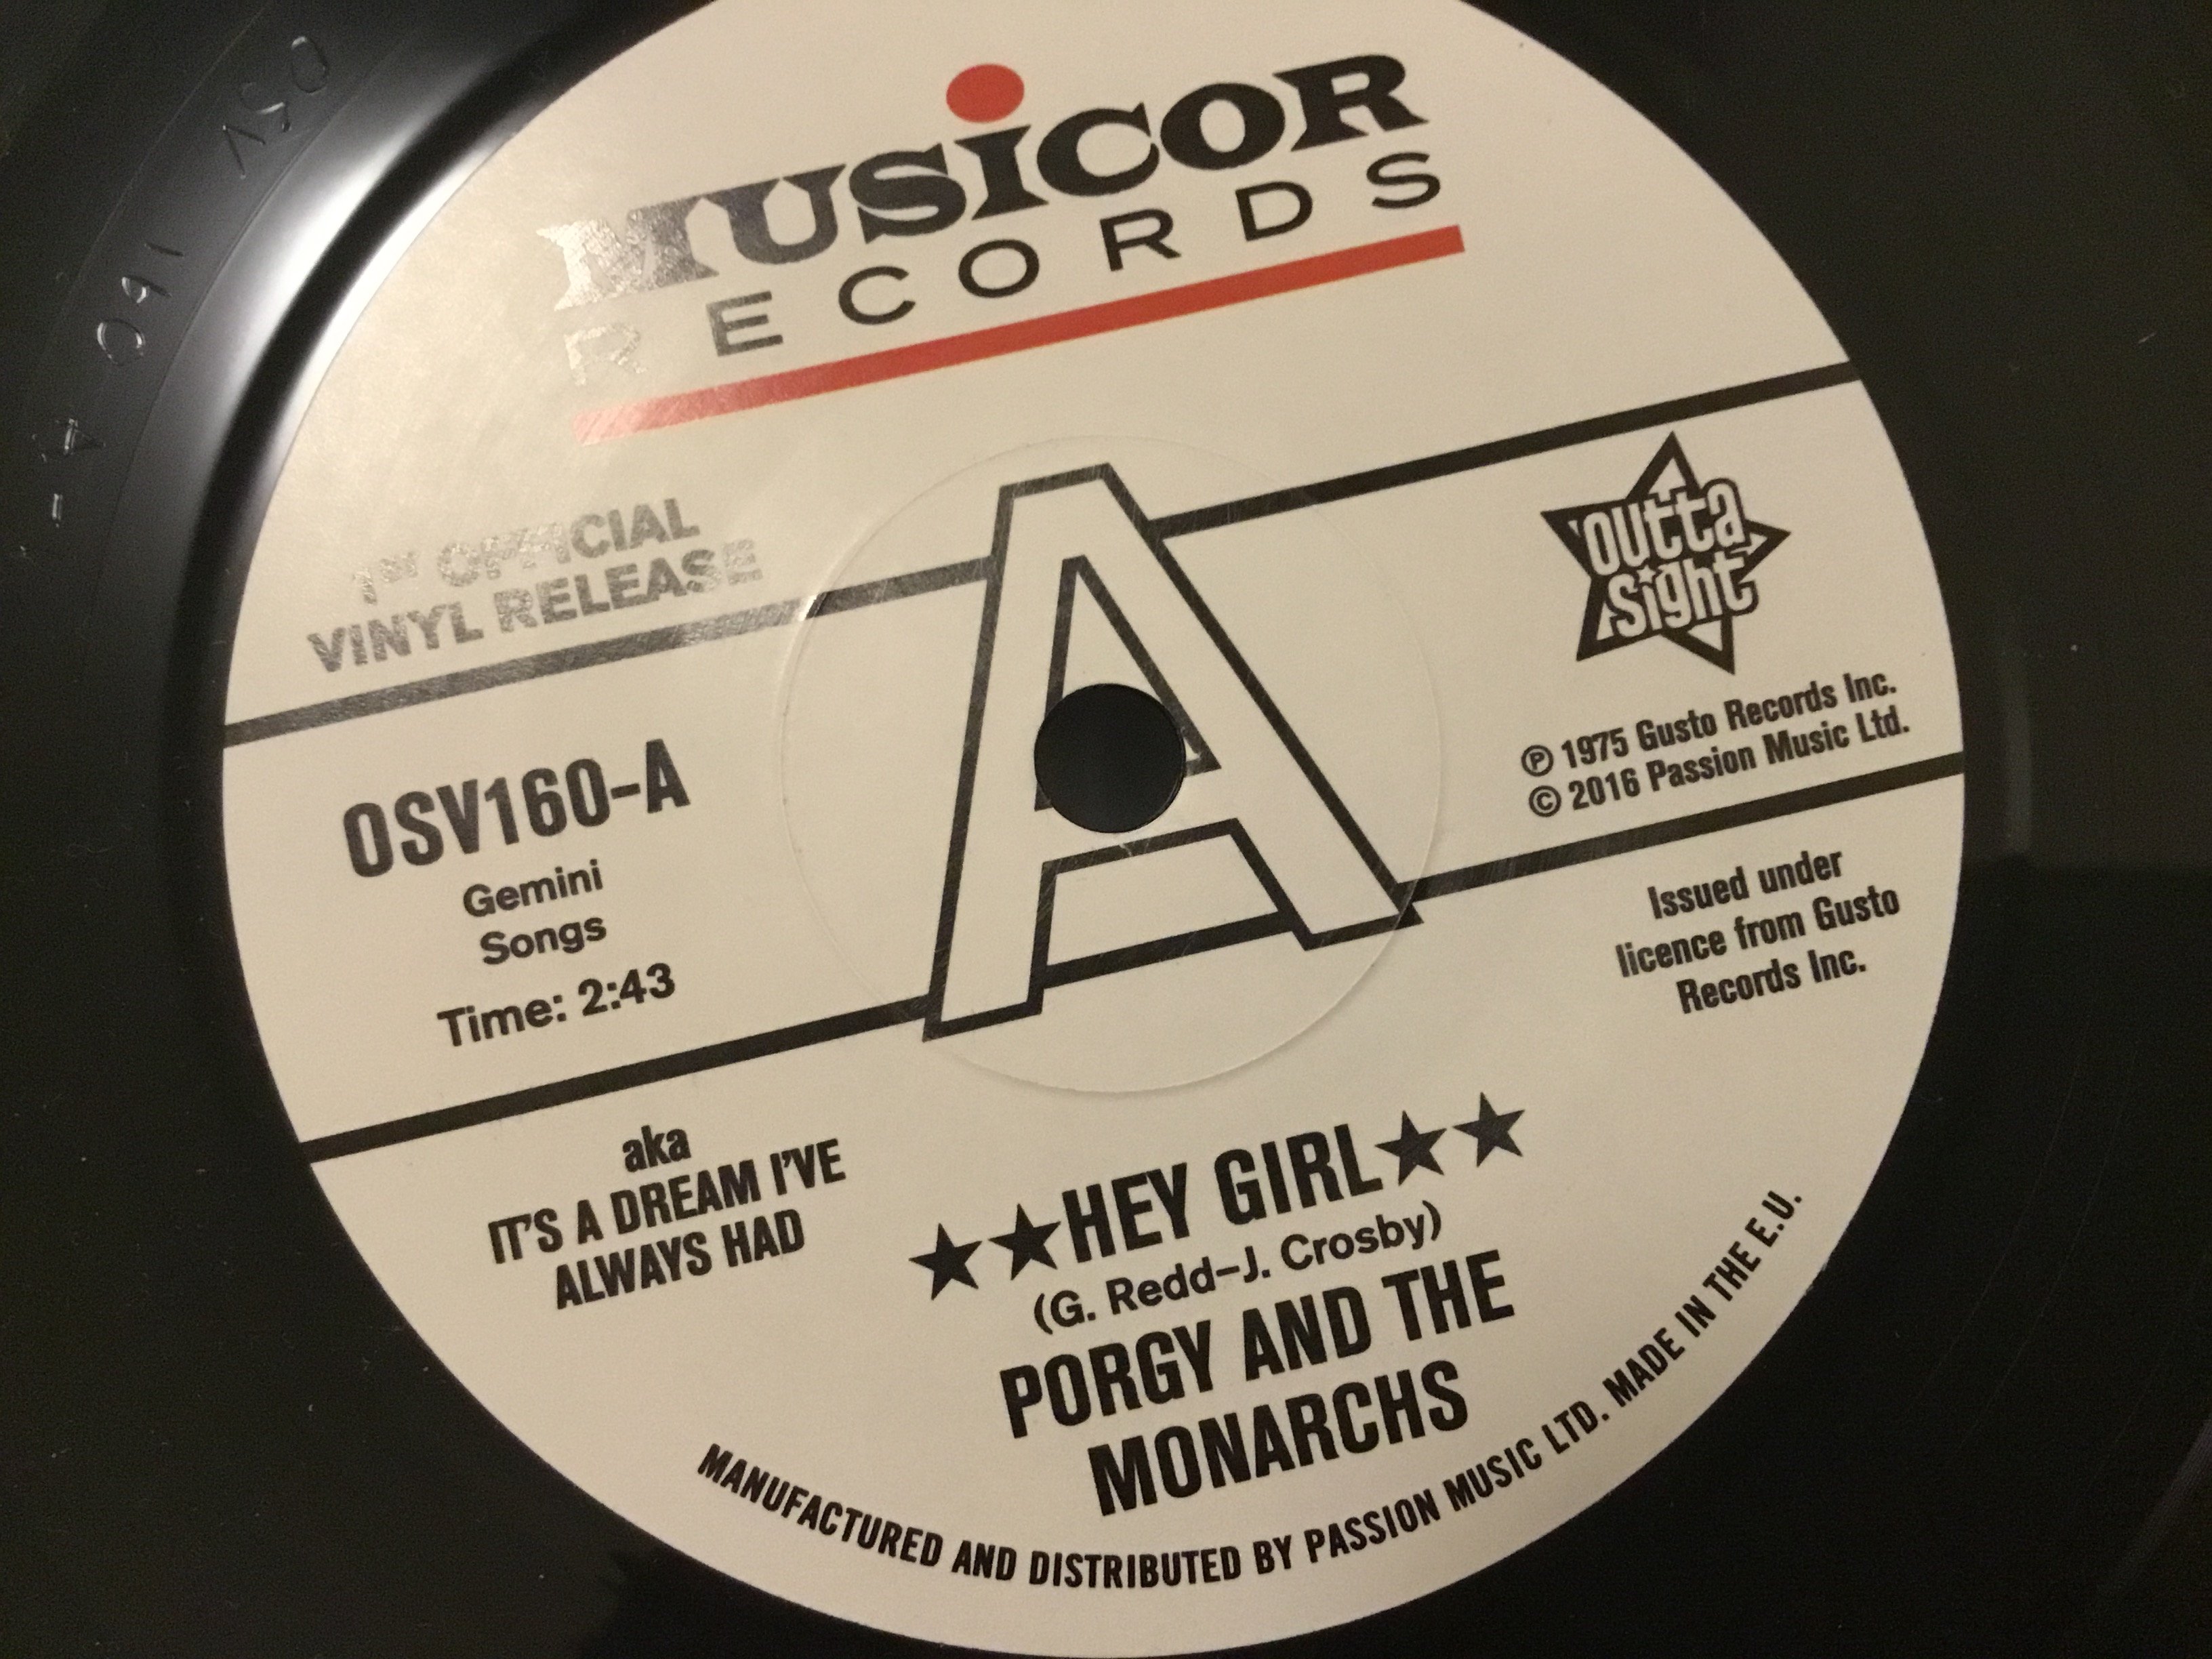 MUSiCOR
RECORDS
1st OFFICIAL
VINYL RELEASE
A
'Outta
Sight
OSV160-A
Gemini
Songs
Time: 2:43
℗ 1975 Gusto Records Inc.
© 2016 Passion Music Ltd.
Issued under
licence from Gusto
Records Inc.
aka
IT'S A DREAM I'VE
ALWAYS HAD
★★HEY GIRL★★
(G. Redd–J. Crosby)
PORGY AND THE
MONARCHS
MANUFACTURED AND DISTRIBUTED BY PASSION MUSIC LTD. MADE IN THE E.U.
OSV 160 A -